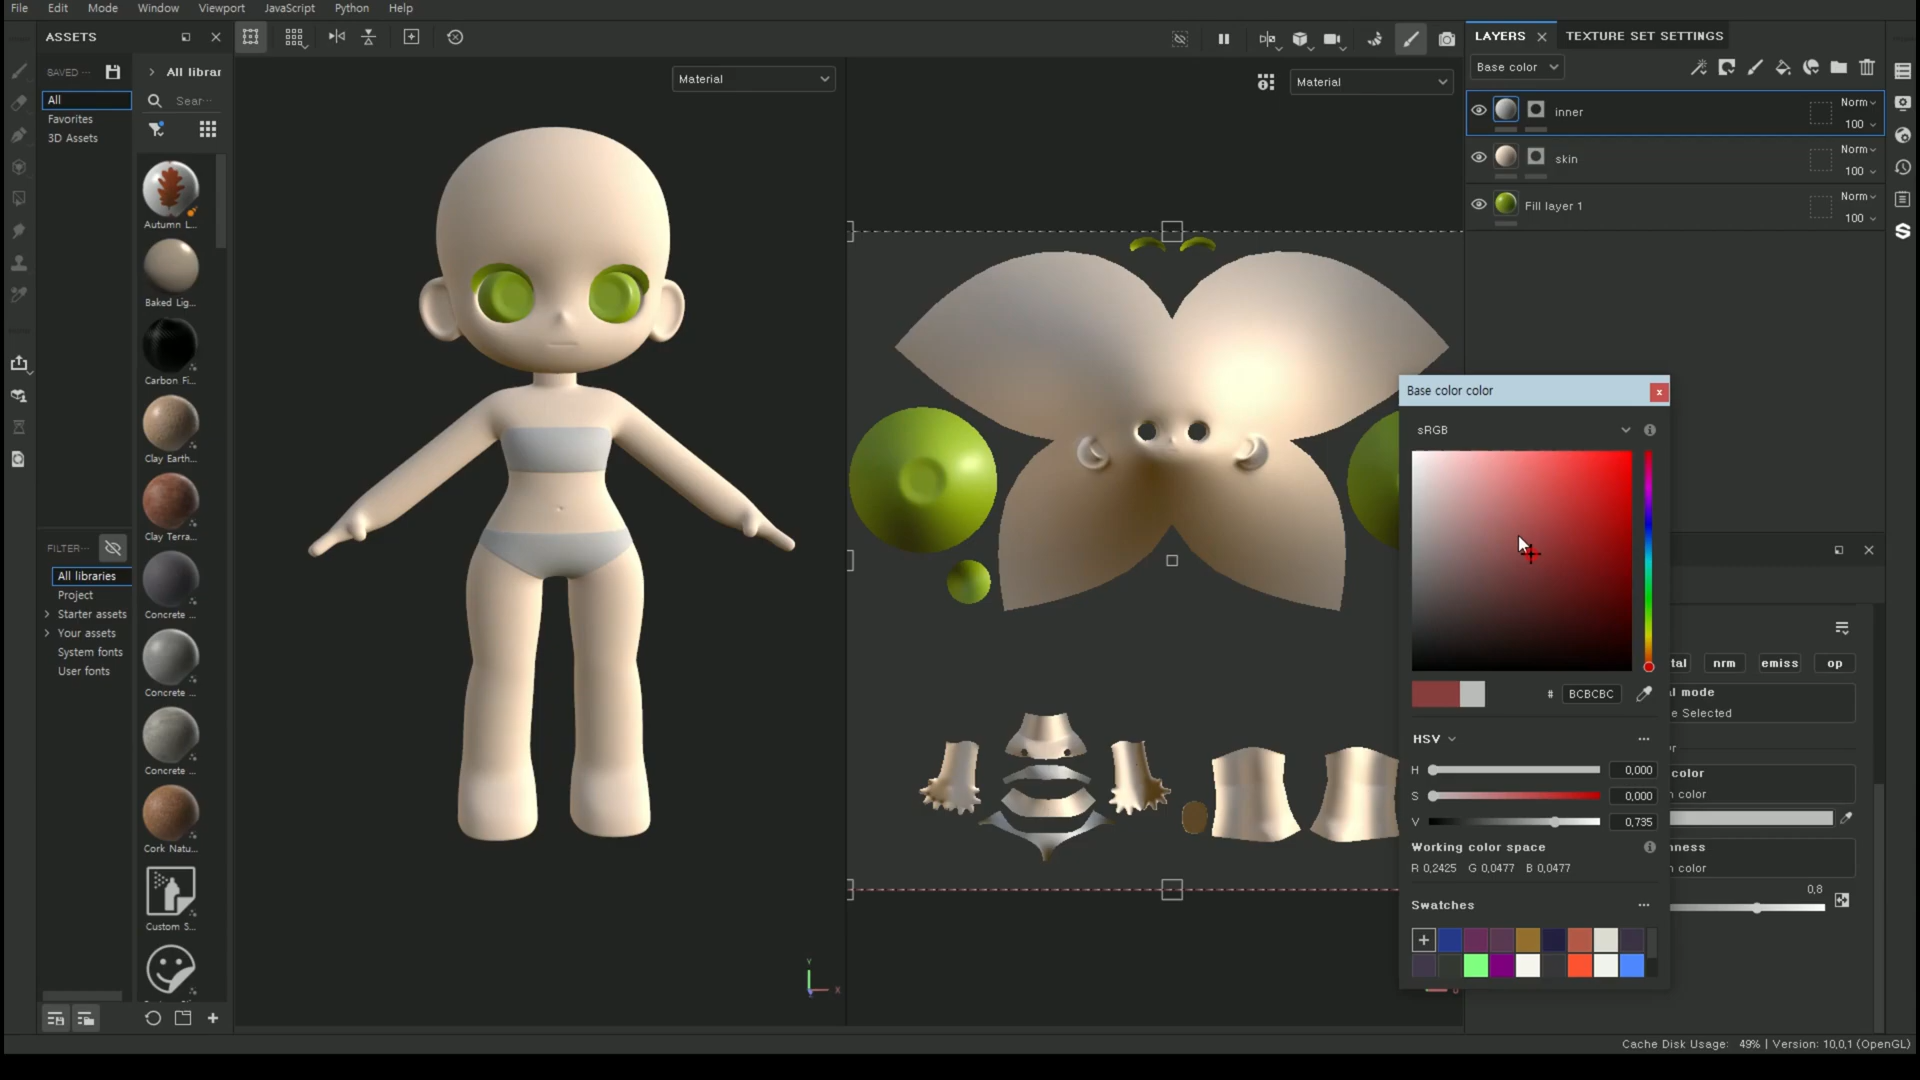 File Edit Mode Window Viewport JavaScript Python Help
ASSETS
SAVED ···
All librar
All
Sear···
Favorites
3D Assets
Autumn L...
Baked Lig...
Carbon Fi...
Clay Earth...
Clay Terra...
Concrete ...
Concrete ...
Concrete ...
Cork Natu...
Custom S...
FILTER···
All libraries
Project
Starter assets
Your assets
System fonts
User fonts
Material
Material
Y
X
LAYERS
TEXTURE SET SETTINGS
Base color
inner
Norm
100
skin
Norm
100
Fill layer 1
Norm
100
Base color color
sRGB
# BCBCBC
HSV
H 0,000
S 0,000
V 0,735
Working color space
R 0,2425 G 0,0477 B 0,0477
Swatches
tal nrm emiss op
l mode
e Selected
color
n color
nness
n color
0,8
Cache Disk Usage: 49% | Version: 10,0,1 (OpenGL)